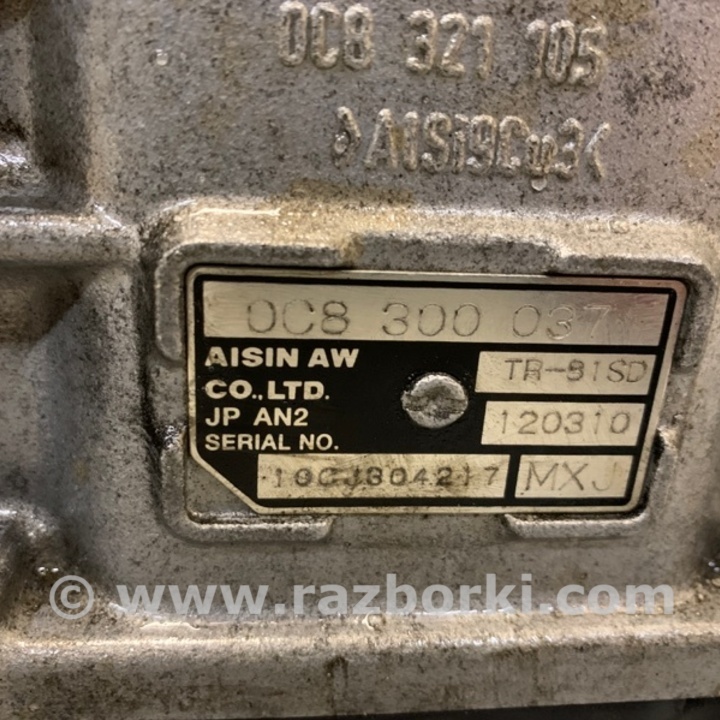 0C8 321 105
>AlSi9Cu3<
0C8 300 037
AISIN AW
TR-81SD
CO.,LTD.
JP AN2
120310
SERIAL NO.
MXJ
© www.razborki.com